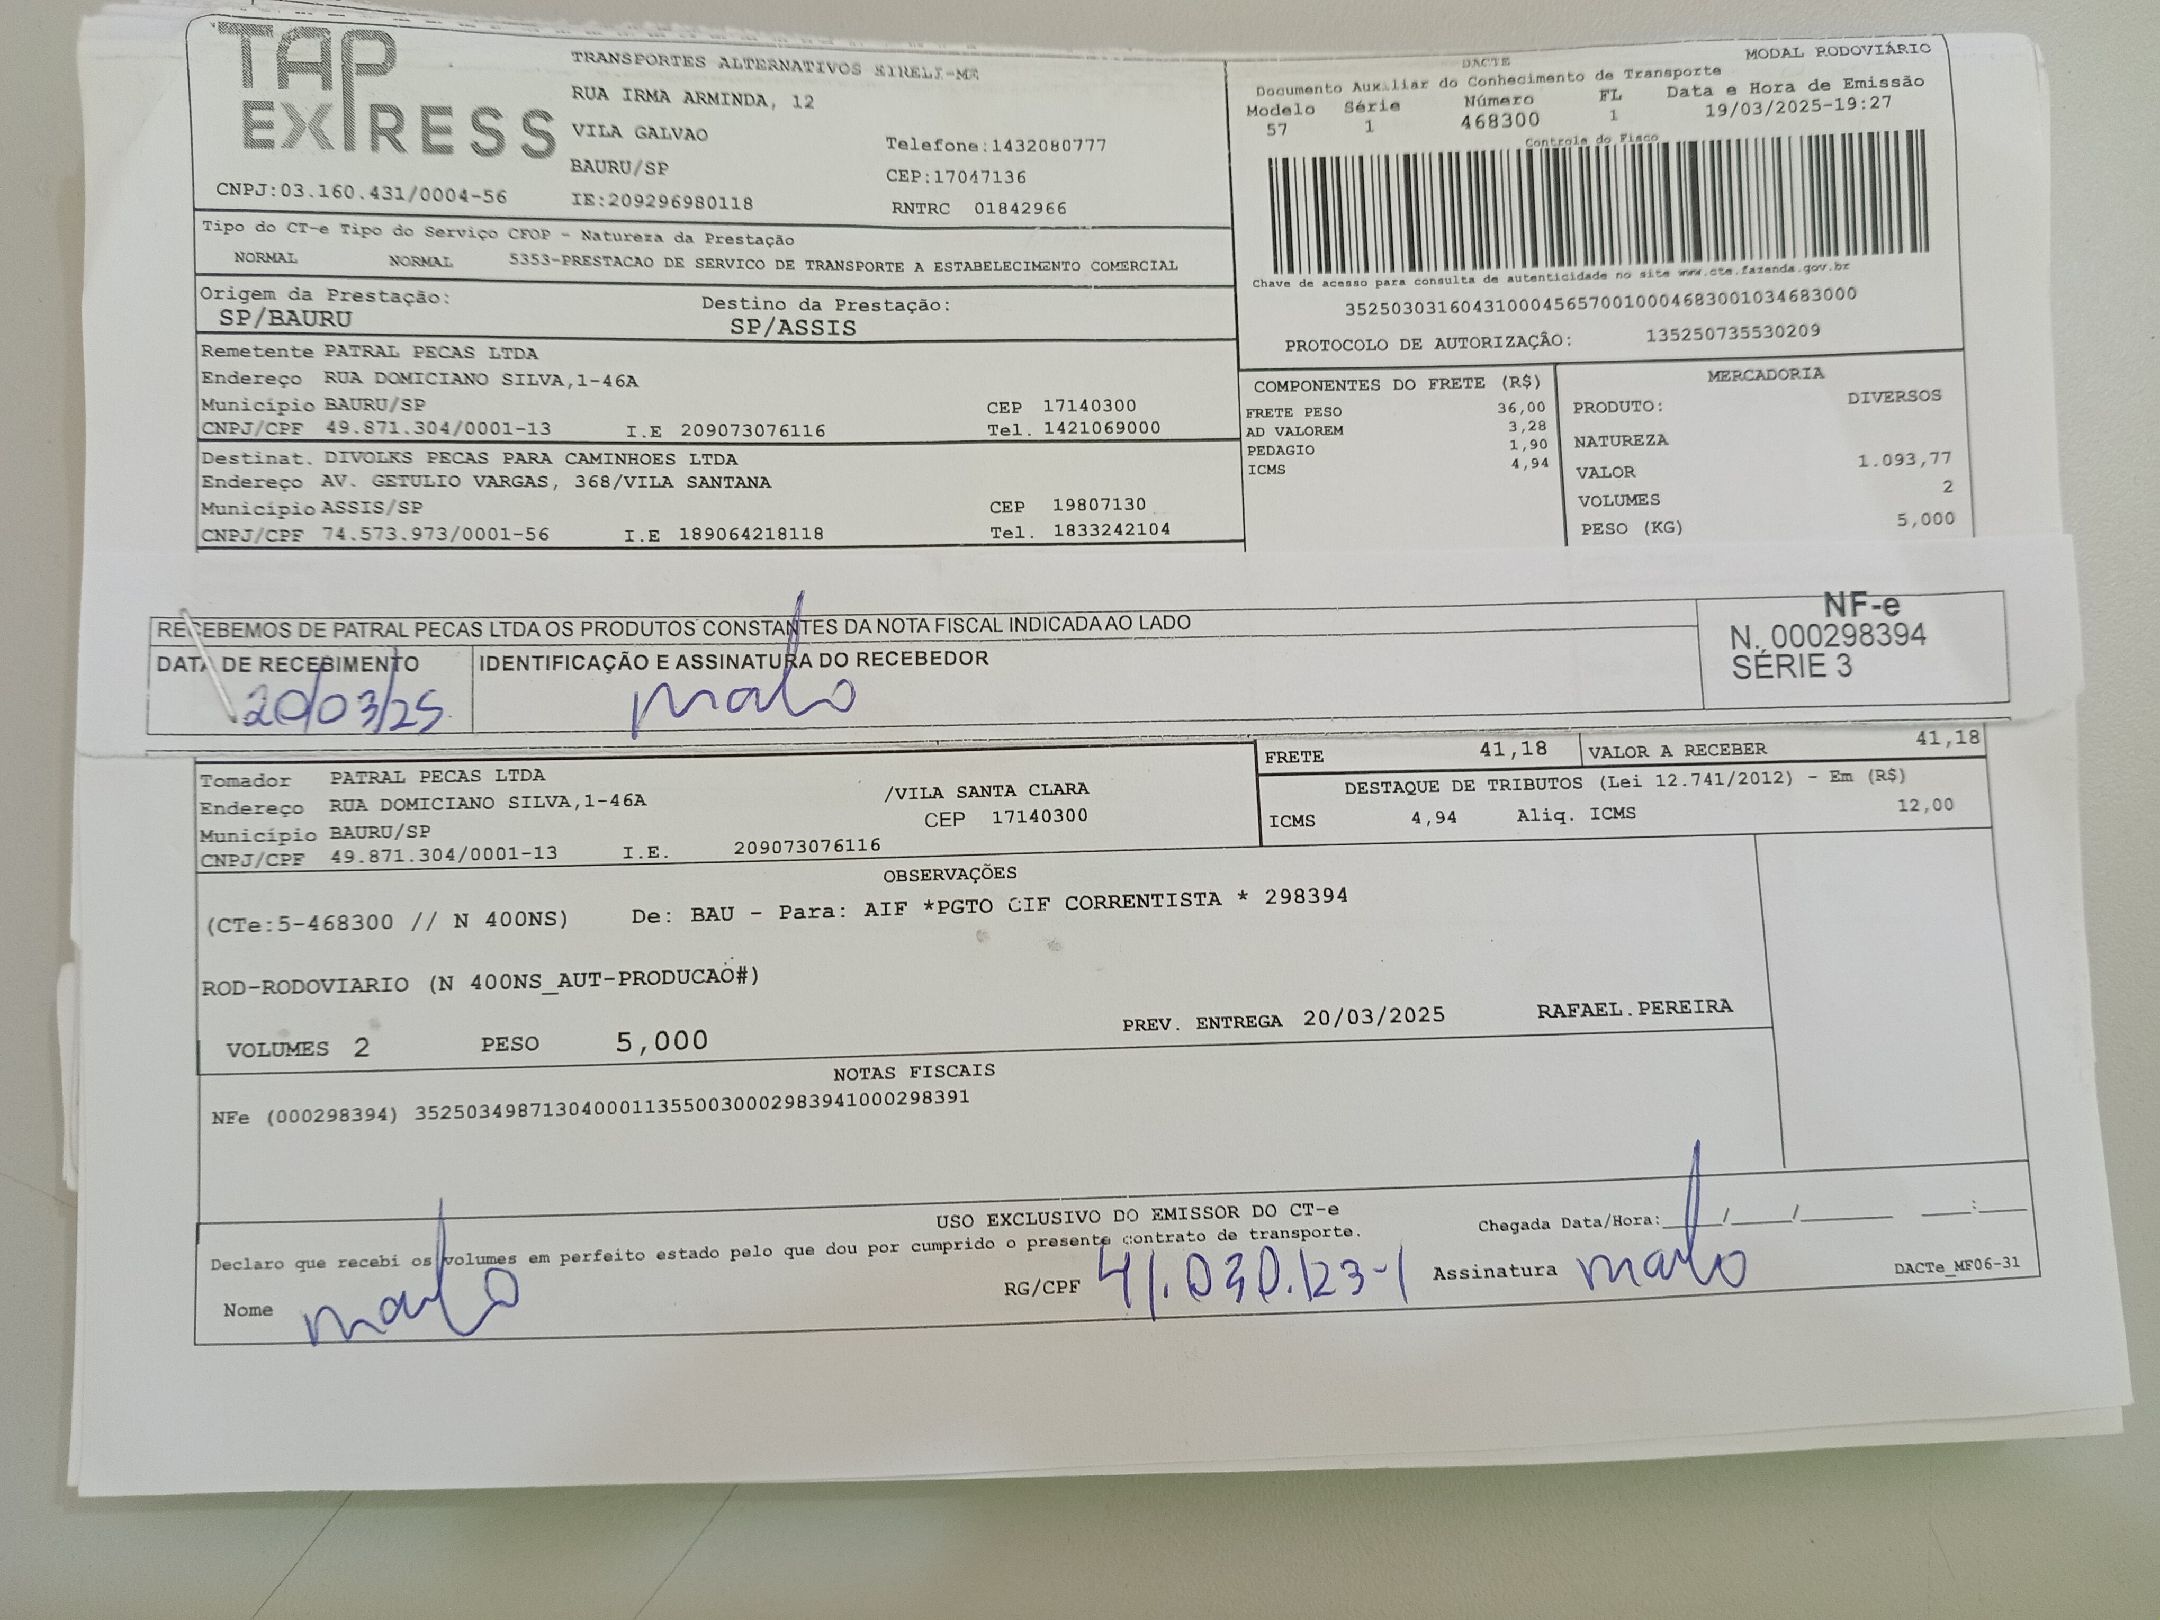 TAP EXPRESS
TRANSPORTES ALTERNATIVOS EIRELI-ME
RUA IRMA ARMINDA, 12
VILA GALVAO
Telefone:1432080777
BAURU/SP
CEP:17047136
CNPJ:03.160.431/0004-56
IE:209296980118
RNTRC 01842966
DACTE
MODAL RODOVIÁRIO
Documento Auxiliar do Conhecimento de Transporte
Modelo Série Número FL Data e Hora de Emissão
57 1 468300 1 19/03/2025-19:27
Controle do Fisco
Chave de acesso para consulta de autenticidade no site www.cte.fazenda.gov.br
35250303160431000456570010004683001034683000
PROTOCOLO DE AUTORIZAÇÃO: 135250735530209
Tipo do CT-e Tipo do Serviço CFOP - Natureza da Prestação
NORMAL NORMAL 5353-PRESTACAO DE SERVICO DE TRANSPORTE A ESTABELECIMENTO COMERCIAL
Origem da Prestação: Destino da Prestação:
SP/BAURU SP/ASSIS
Remetente PATRAL PECAS LTDA
Endereço RUA DOMICIANO SILVA,1-46A
Município BAURU/SP CEP 17140300
CNPJ/CPF 49.871.304/0001-13 I.E 209073076116 Tel. 1421069000
Destinat. DIVOLKS PECAS PARA CAMINHOES LTDA
Endereço AV. GETULIO VARGAS, 368/VILA SANTANA
Município ASSIS/SP CEP 19807130
CNPJ/CPF 74.573.973/0001-56 I.E 189064218118 Tel. 1833242104
COMPONENTES DO FRETE (R$)
FRETE PESO 36,00
AD VALOREM 3,28
PEDAGIO 1,90
ICMS 4,94
MERCADORIA
PRODUTO: DIVERSOS
NATUREZA
VALOR 1.093,77
VOLUMES 2
PESO (KG) 5,000
RECEBEMOS DE PATRAL PECAS LTDA OS PRODUTOS CONSTANTES DA NOTA FISCAL INDICADA AO LADO
DATA DE RECEBIMENTO
20/03/25
IDENTIFICAÇÃO E ASSINATURA DO RECEBEDOR
NF-e
N. 000298394
SÉRIE 3
Tomador PATRAL PECAS LTDA
Endereço RUA DOMICIANO SILVA,1-46A /VILA SANTA CLARA
Município BAURU/SP CEP 17140300
CNPJ/CPF 49.871.304/0001-13 I.E. 209073076116
FRETE 41,18 VALOR A RECEBER 41,18
DESTAQUE DE TRIBUTOS (Lei 12.741/2012) - Em (R$)
ICMS 4,94 Aliq. ICMS 12,00
OBSERVAÇÕES
(CTe:5-468300 // N 400NS) De: BAU - Para: AIF *PGTO CIF CORRENTISTA * 298394
ROD-RODOVIARIO (N 400NS_AUT-PRODUCAO#)
VOLUMES 2 PESO 5,000 PREV. ENTREGA 20/03/2025 RAFAEL.PEREIRA
NOTAS FISCAIS
NFe (000298394) 35250349871304000113550030002983941000298391
USO EXCLUSIVO DO EMISSOR DO CT-e
Declaro que recebi os volumes em perfeito estado pelo que dou por cumprido o presente contrato de transporte.
Chegada Data/Hora:____/____/______ ___:___
Nome
RG/CPF 41.030.123-1
Assinatura
DACTe_MF06-31